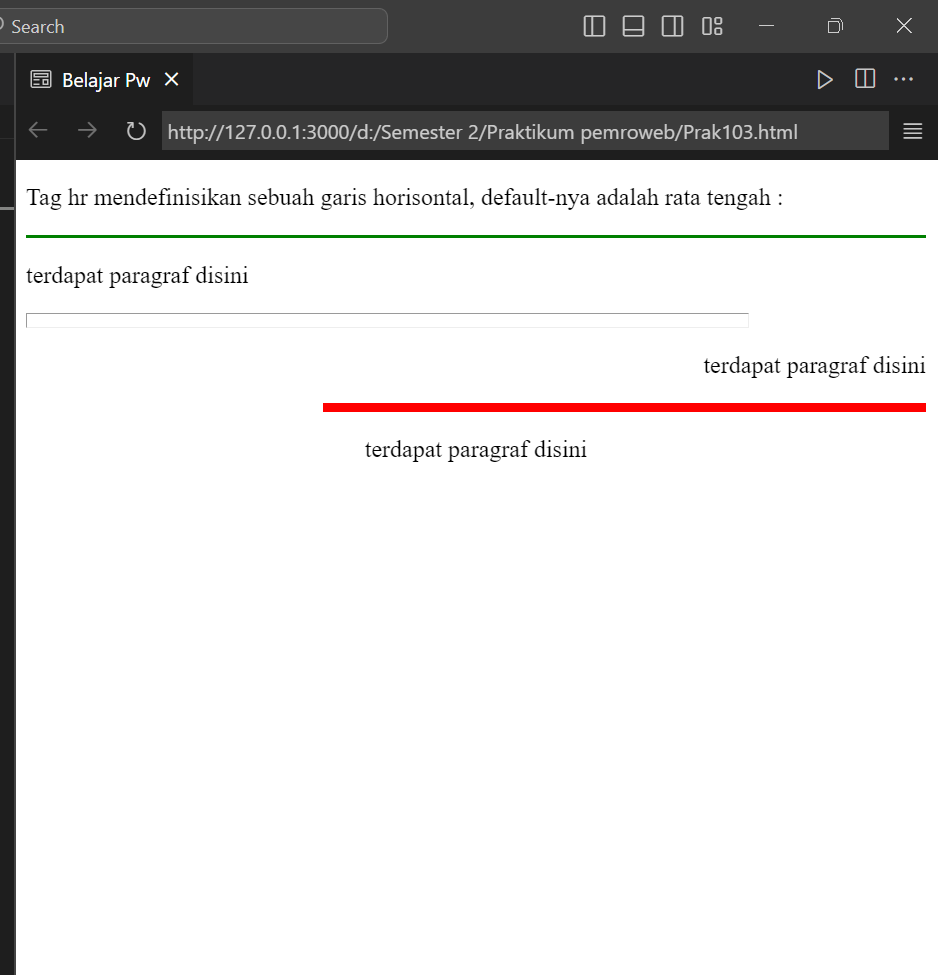 Search
Belajar Pw
http://127.0.0.1:3000/d:/Semester 2/Praktikum pemroweb/Prak103.html
Tag hr mendefinisikan sebuah garis horisontal, default-nya adalah rata tengah :
terdapat paragraf disini
terdapat paragraf disini
terdapat paragraf disini